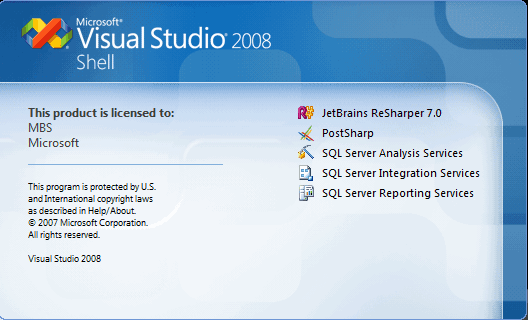 Microsoft®
Visual Studio® 2008
Shell
This product is licensed to:
MBS
Microsoft
This program is protected by U.S.
and International copyright laws
as described in Help/About.
© 2007 Microsoft Corporation.
All rights reserved.
Visual Studio 2008
JetBrains ReSharper 7.0
PostSharp
SQL Server Analysis Services
SQL Server Integration Services
SQL Server Reporting Services